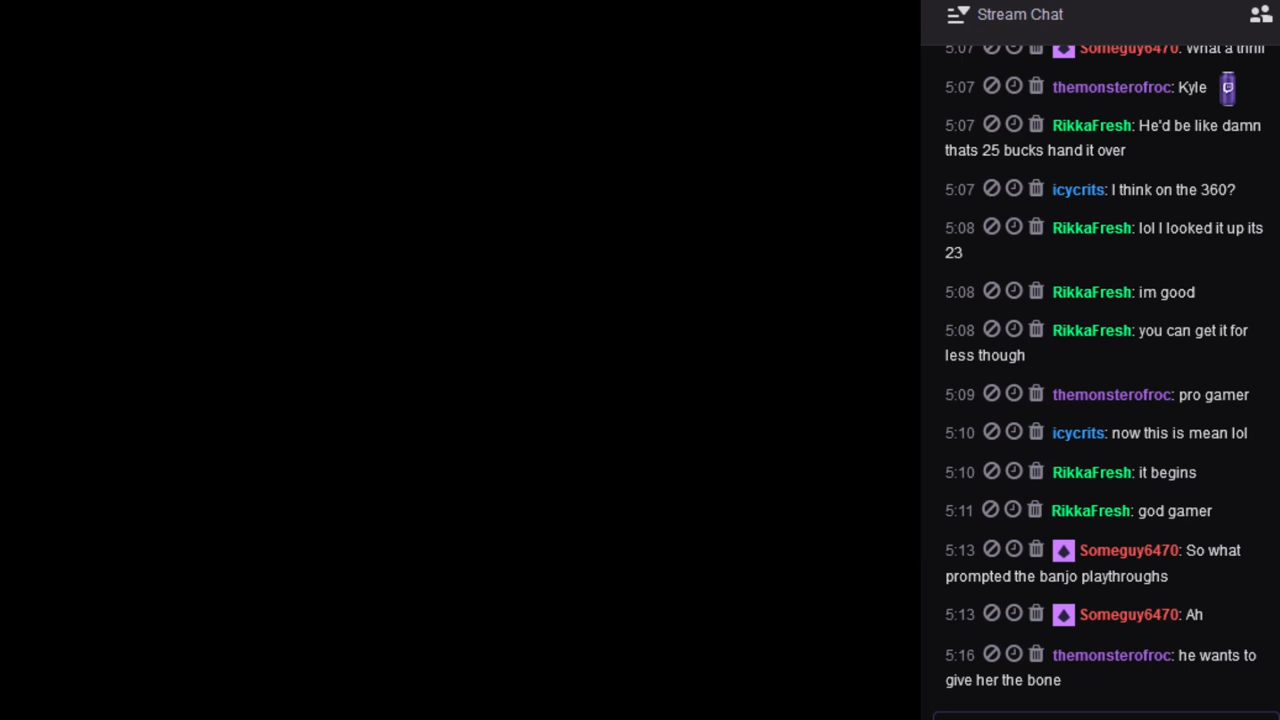 Stream Chat
5:07 Someguy6470: What a thrill
5:07 themonsterofroc: Kyle
5:07 RikkaFresh: He'd be like damn
thats 25 bucks hand it over
5:07 icycrits: I think on the 360?
5:08 RikkaFresh: lol I looked it up its
23
5:08 RikkaFresh: im good
5:08 RikkaFresh: you can get it for
less though
5:09 themonsterofroc: pro gamer
5:10 icycrits: now this is mean lol
5:10 RikkaFresh: it begins
5:11 RikkaFresh: god gamer
5:13 Someguy6470: So what
prompted the banjo playthroughs
5:13 Someguy6470: Ah
5:16 themonsterofroc: he wants to
give her the bone